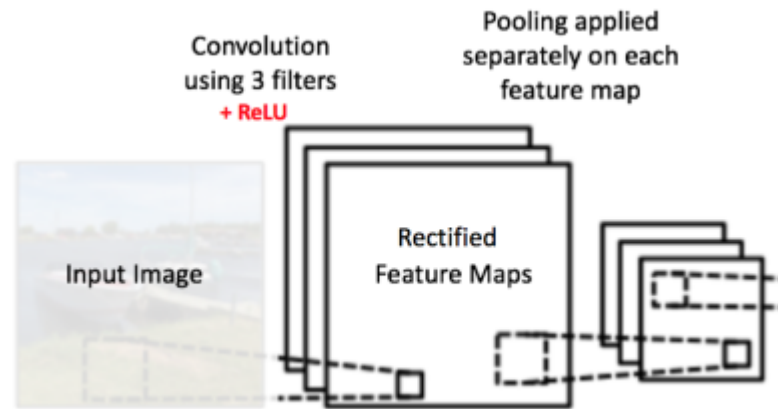 Convolution
using 3 filters
+ ReLU
Pooling applied
separately on each
feature map
Input Image
Rectified
Feature Maps